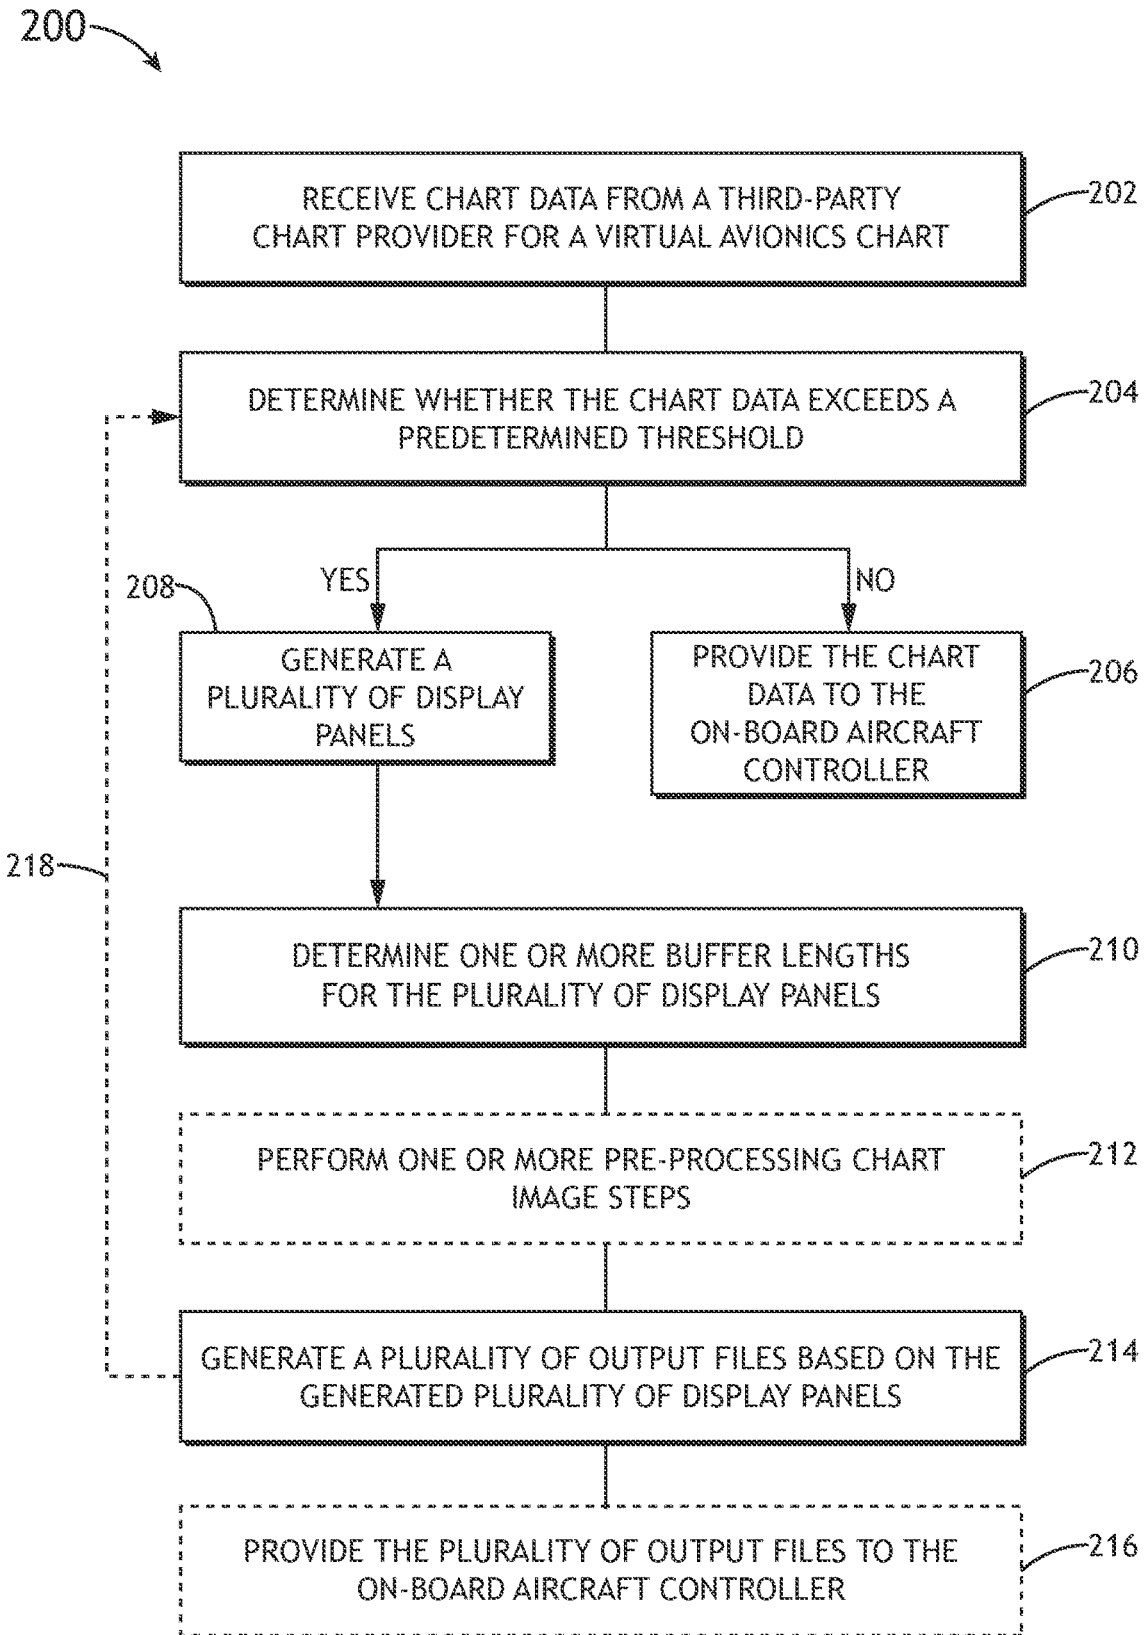 200
RECEIVE CHART DATA FROM A THIRD-PARTY
CHART PROVIDER FOR A VIRTUAL AVIONICS CHART
202
DETERMINE WHETHER THE CHART DATA EXCEEDS A
PREDETERMINED THRESHOLD
204
YES
NO
208
GENERATE A
PLURALITY OF DISPLAY
PANELS
PROVIDE THE CHART
DATA TO THE
ON-BOARD AIRCRAFT
CONTROLLER
206
218
DETERMINE ONE OR MORE BUFFER LENGTHS
FOR THE PLURALITY OF DISPLAY PANELS
210
PERFORM ONE OR MORE PRE-PROCESSING CHART
IMAGE STEPS
212
GENERATE A PLURALITY OF OUTPUT FILES BASED ON THE
GENERATED PLURALITY OF DISPLAY PANELS
214
PROVIDE THE PLURALITY OF OUTPUT FILES TO THE
ON-BOARD AIRCRAFT CONTROLLER
216